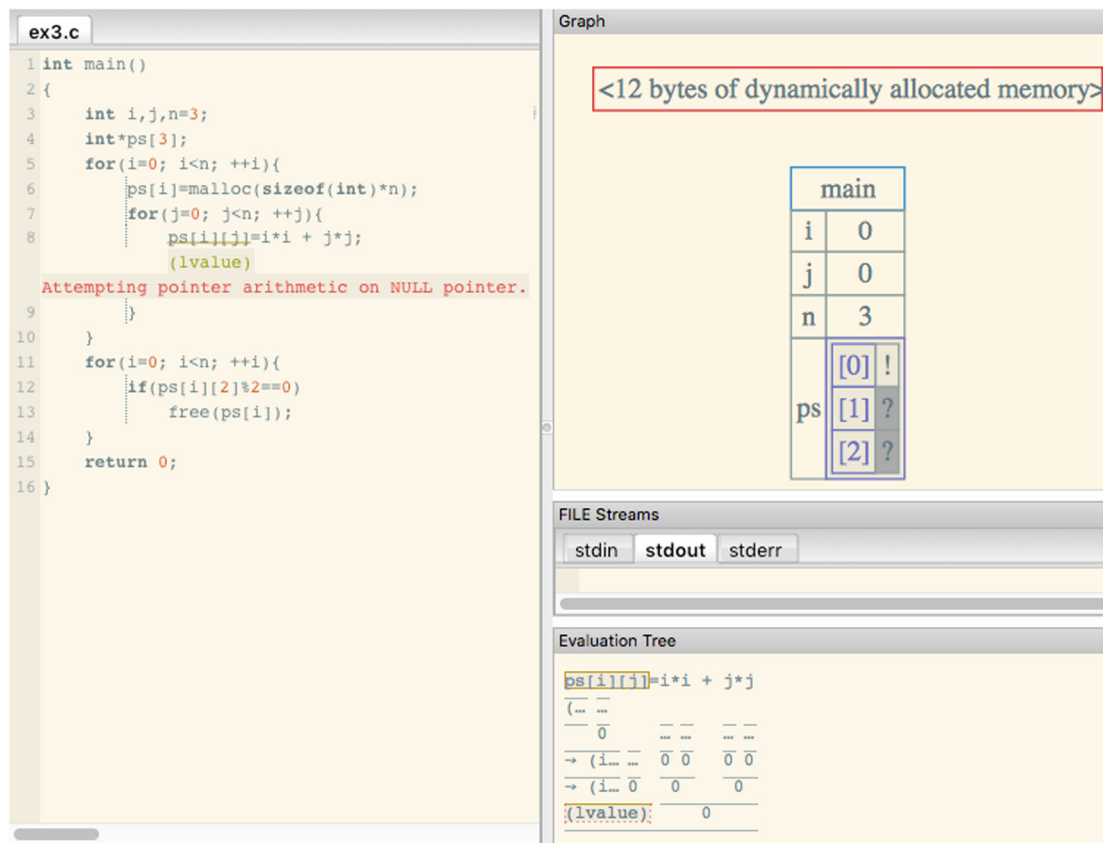 ex3.c
1 int main()
2 {
3 int i,j,n=3;
4 int*ps[3];
5 for(i=0; i<n; ++i){
6 ps[i]=malloc(sizeof(int)*n);
7 for(j=0; j<n; ++j){
8 ps[i][j]=i*i + j*j;
(lvalue)
Attempting pointer arithmetic on NULL pointer.
9 }
10 }
11 for(i=0; i<n; ++i){
12 if(ps[i][2]%2==0)
13 free(ps[i]);
14 }
15 return 0;
16 }
Graph
<12 bytes of dynamically allocated memory>
main
i 0
j 0
n 3
ps
[0] !
[1] ?
[2] ?
FILE Streams
stdin stdout stderr
Evaluation Tree
ps[i][j]=i*i + j*j
(… …
0 … … … …
→ (i… … 0 0 0 0
→ (i… 0 0 0
(lvalue) 0